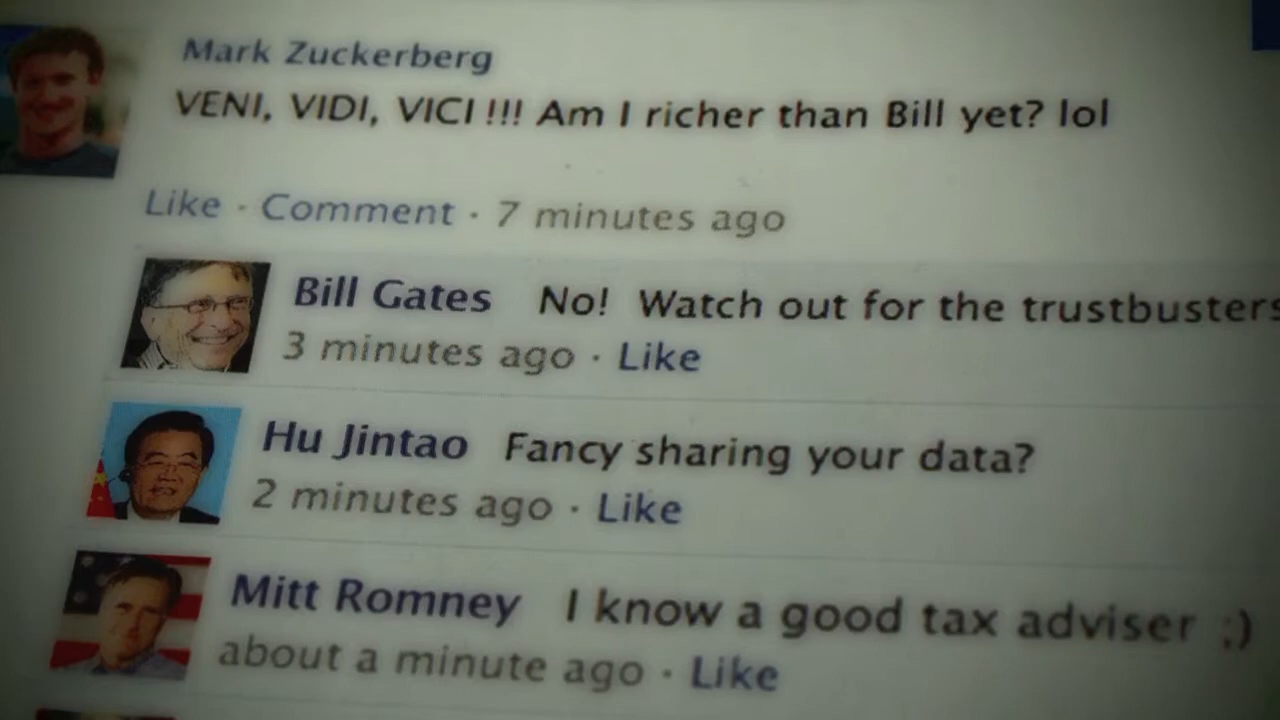 Mark Zuckerberg
VENI, VIDI, VICI !!! Am I richer than Bill yet? lol
Like · Comment · 7 minutes ago
Bill Gates No! Watch out for the trustbusters
3 minutes ago · Like
Hu Jintao Fancy sharing your data?
2 minutes ago · Like
Mitt Romney I know a good tax adviser ;)
about a minute ago · Like